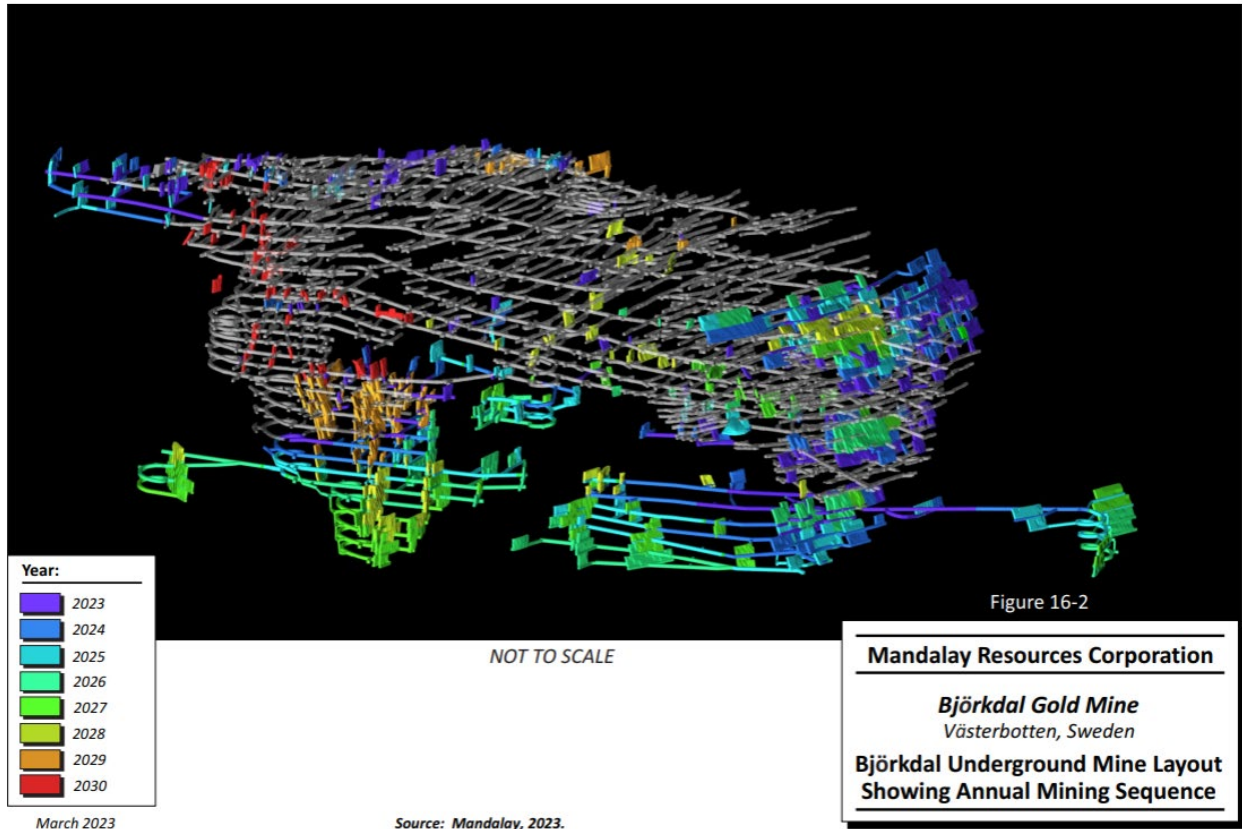 Figure 16-2
Year:
2023
2024
2025
2026
2027
2028
2029
2030
NOT TO SCALE
Mandalay Resources Corporation
Björkdal Gold Mine
Västerbotten, Sweden
Björkdal Underground Mine Layout
Showing Annual Mining Sequence
March 2023
Source: Mandalay, 2023.